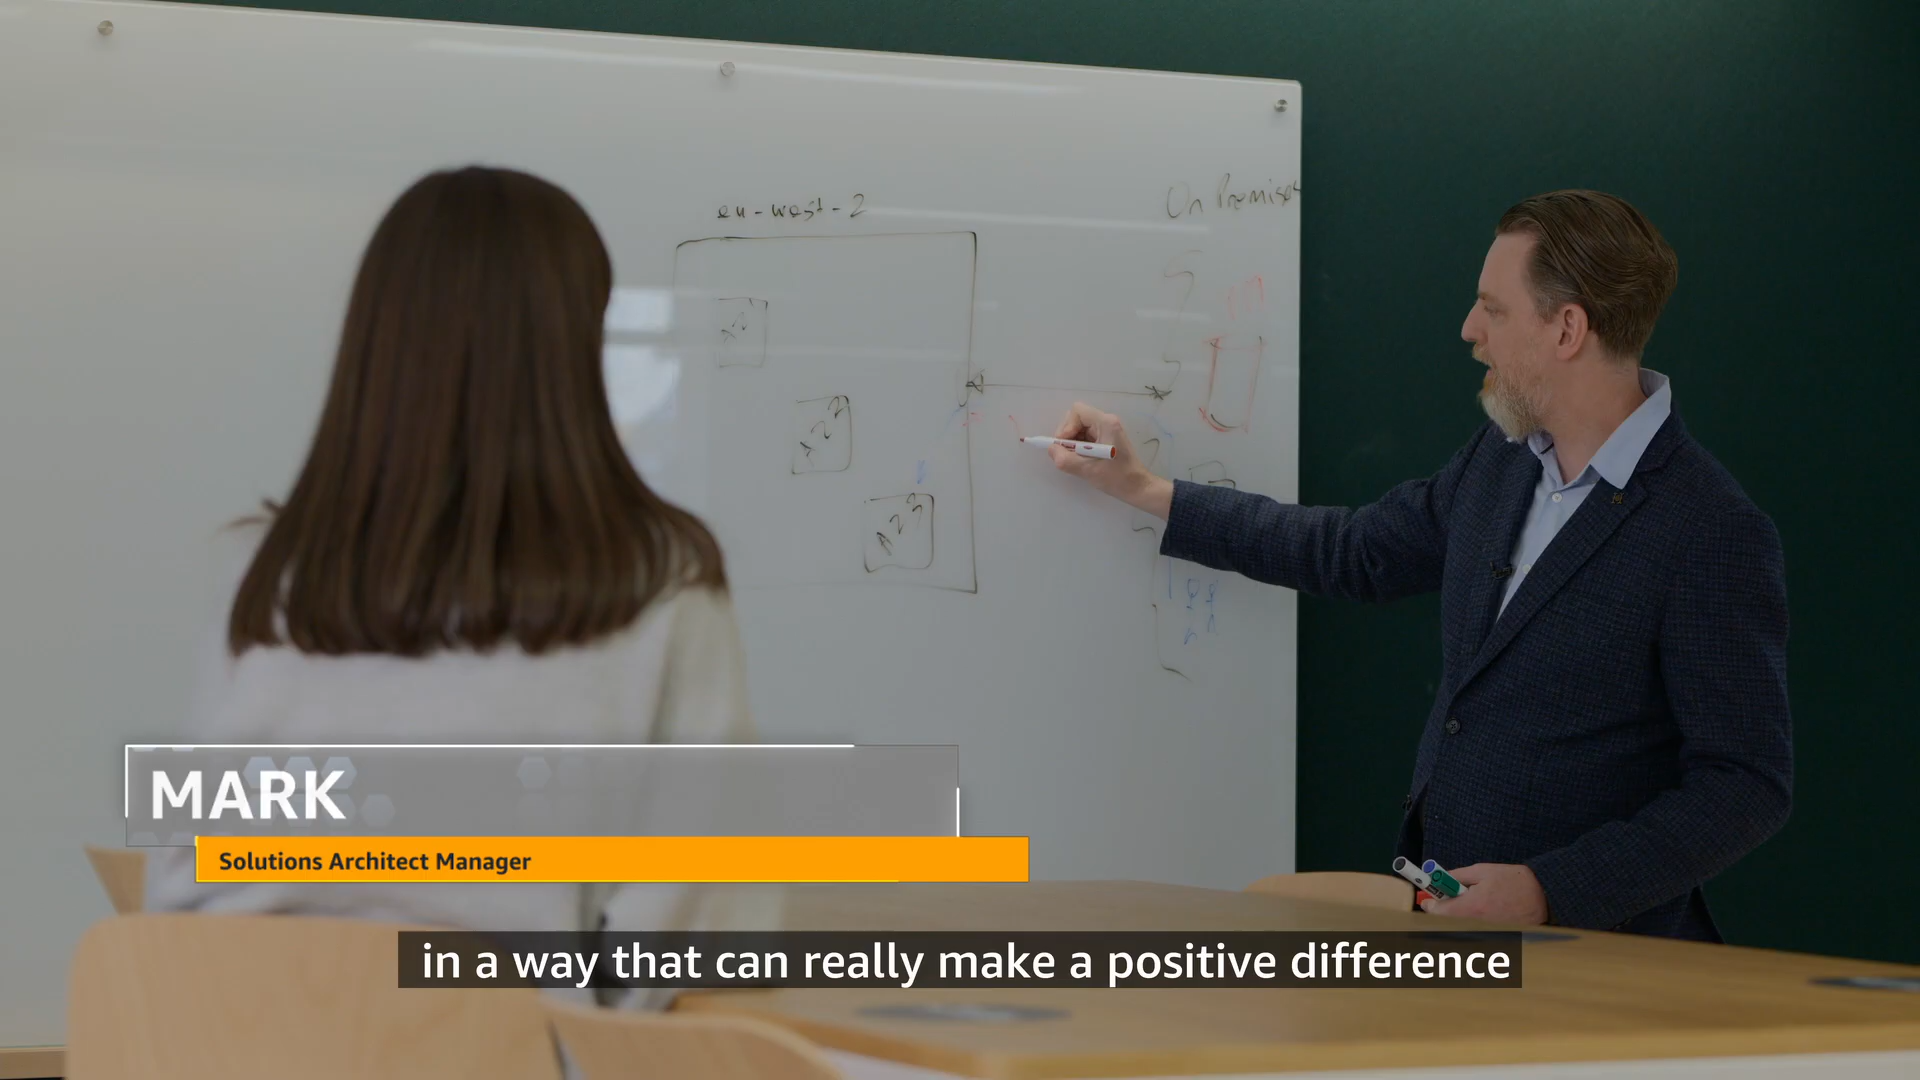 eu-west-2
On Premises
AZ1
AZ2
AZ3
MARK
Solutions Architect Manager
in a way that can really make a positive difference